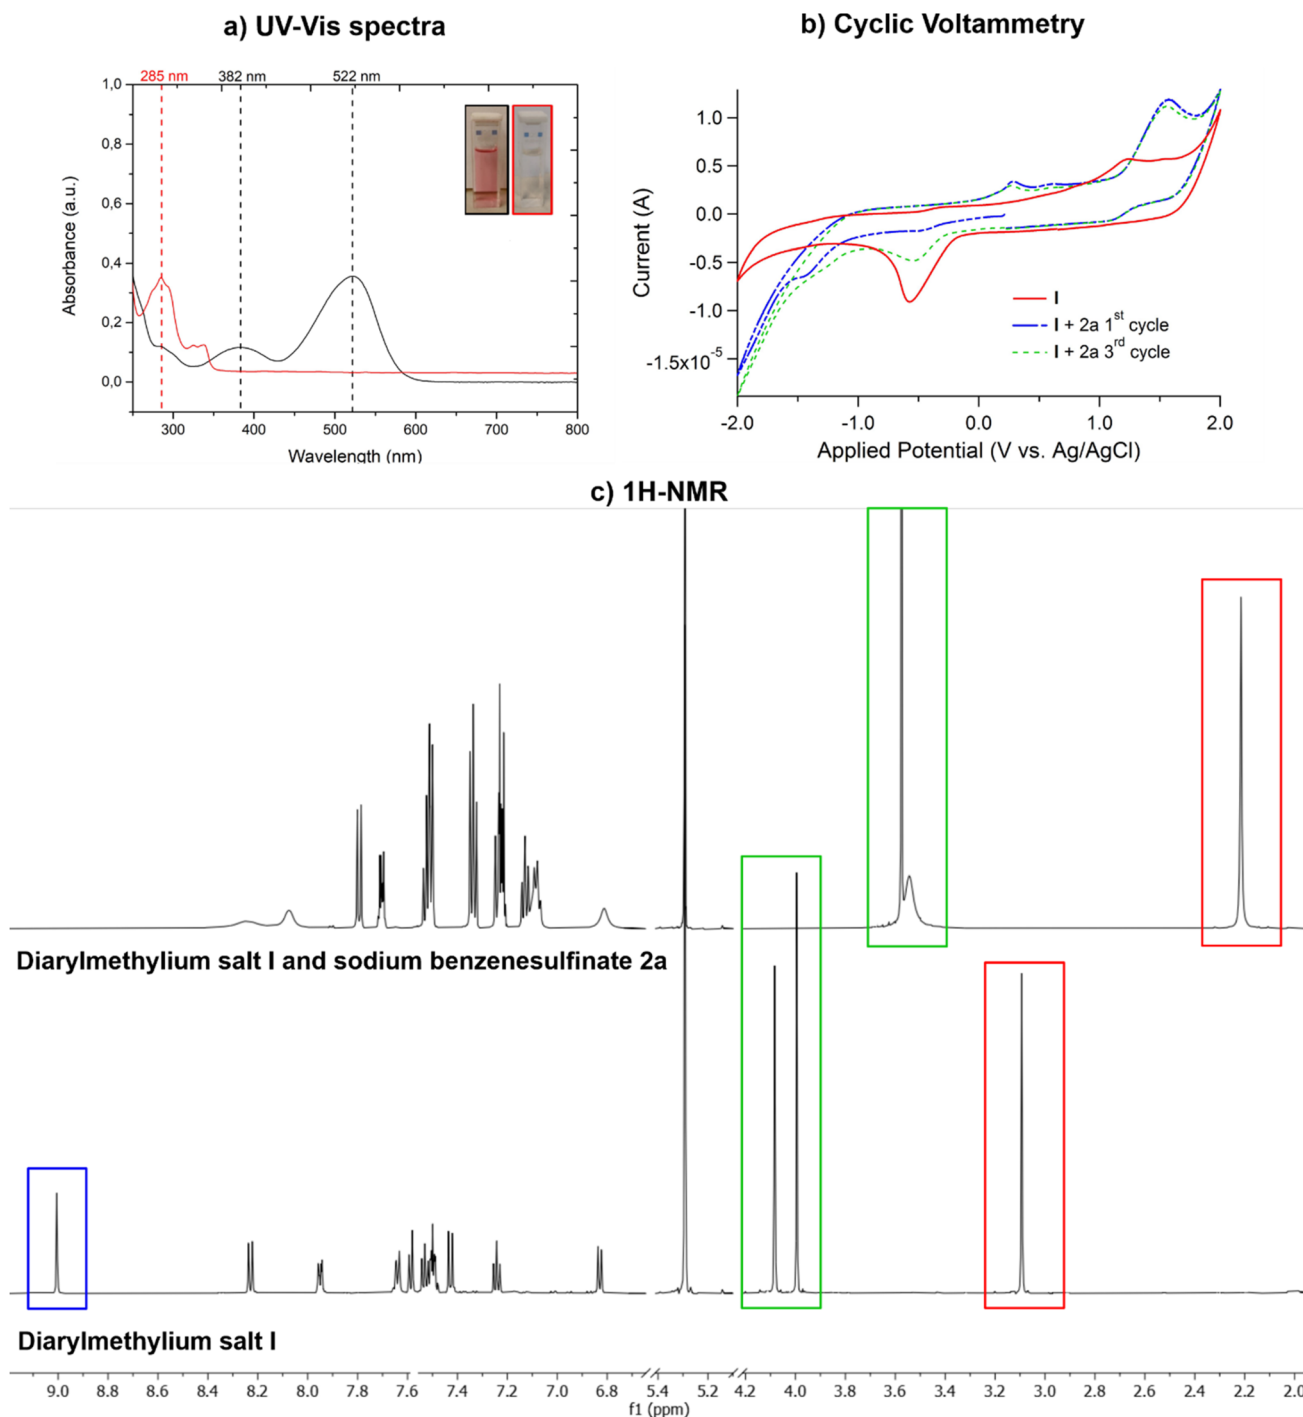 a) UV-Vis spectra
b) Cyclic Voltammetry
285 nm
382 nm
522 nm
1,0
0,8
0,6
0,4
0,2
0,0
Absorbance (a.u.)
300
400
500
600
700
800
Wavelength (nm)
1.0
0.5
0.0
-0.5
-1.0
-1.5x10⁻⁵
Current (A)
I
I + 2a 1st cycle
I + 2a 3rd cycle
-2.0
-1.0
0.0
1.0
2.0
Applied Potential (V vs. Ag/AgCl)
c) 1H-NMR
Diarylmethylium salt I and sodium benzenesulfinate 2a
Diarylmethylium salt I
9.0 8.8 8.6 8.4 8.2 8.0 7.8 7.6 7.4 7.2 7.0 6.8 5.4 5.2 4.2 4.0 3.8 3.6 3.4 3.2 3.0 2.8 2.6 2.4 2.2 2.0
f1 (ppm)